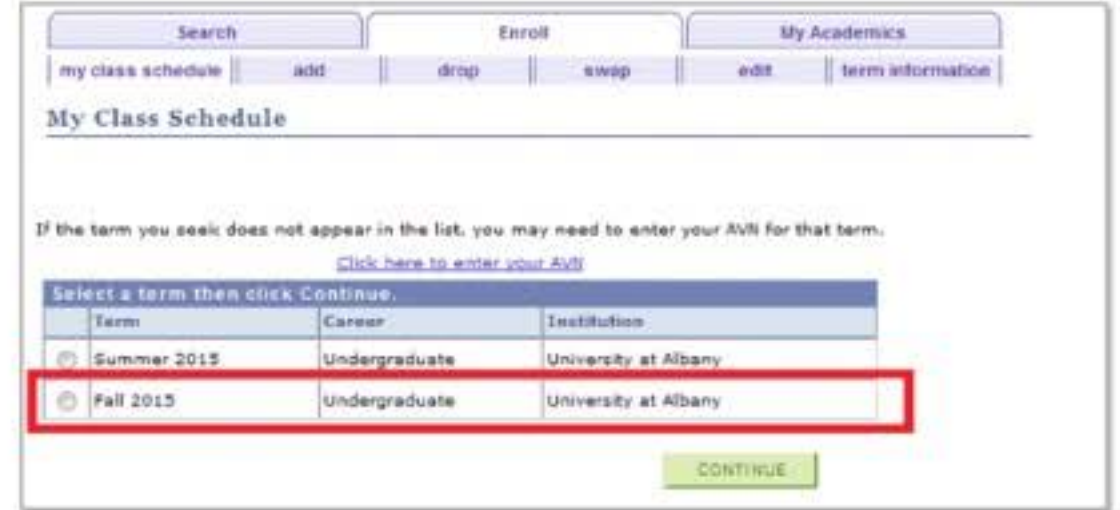 Search Enroll My Academics
my class schedule add drop swap edit term information
My Class Schedule
If the term you seek does not appear in the list, you may need to enter your AVN for that term.
Click here to enter your AVN
Select a term then click Continue.
Term Career Institution
Summer 2015 Undergraduate University at Albany
Fall 2015 Undergraduate University at Albany
CONTINUE